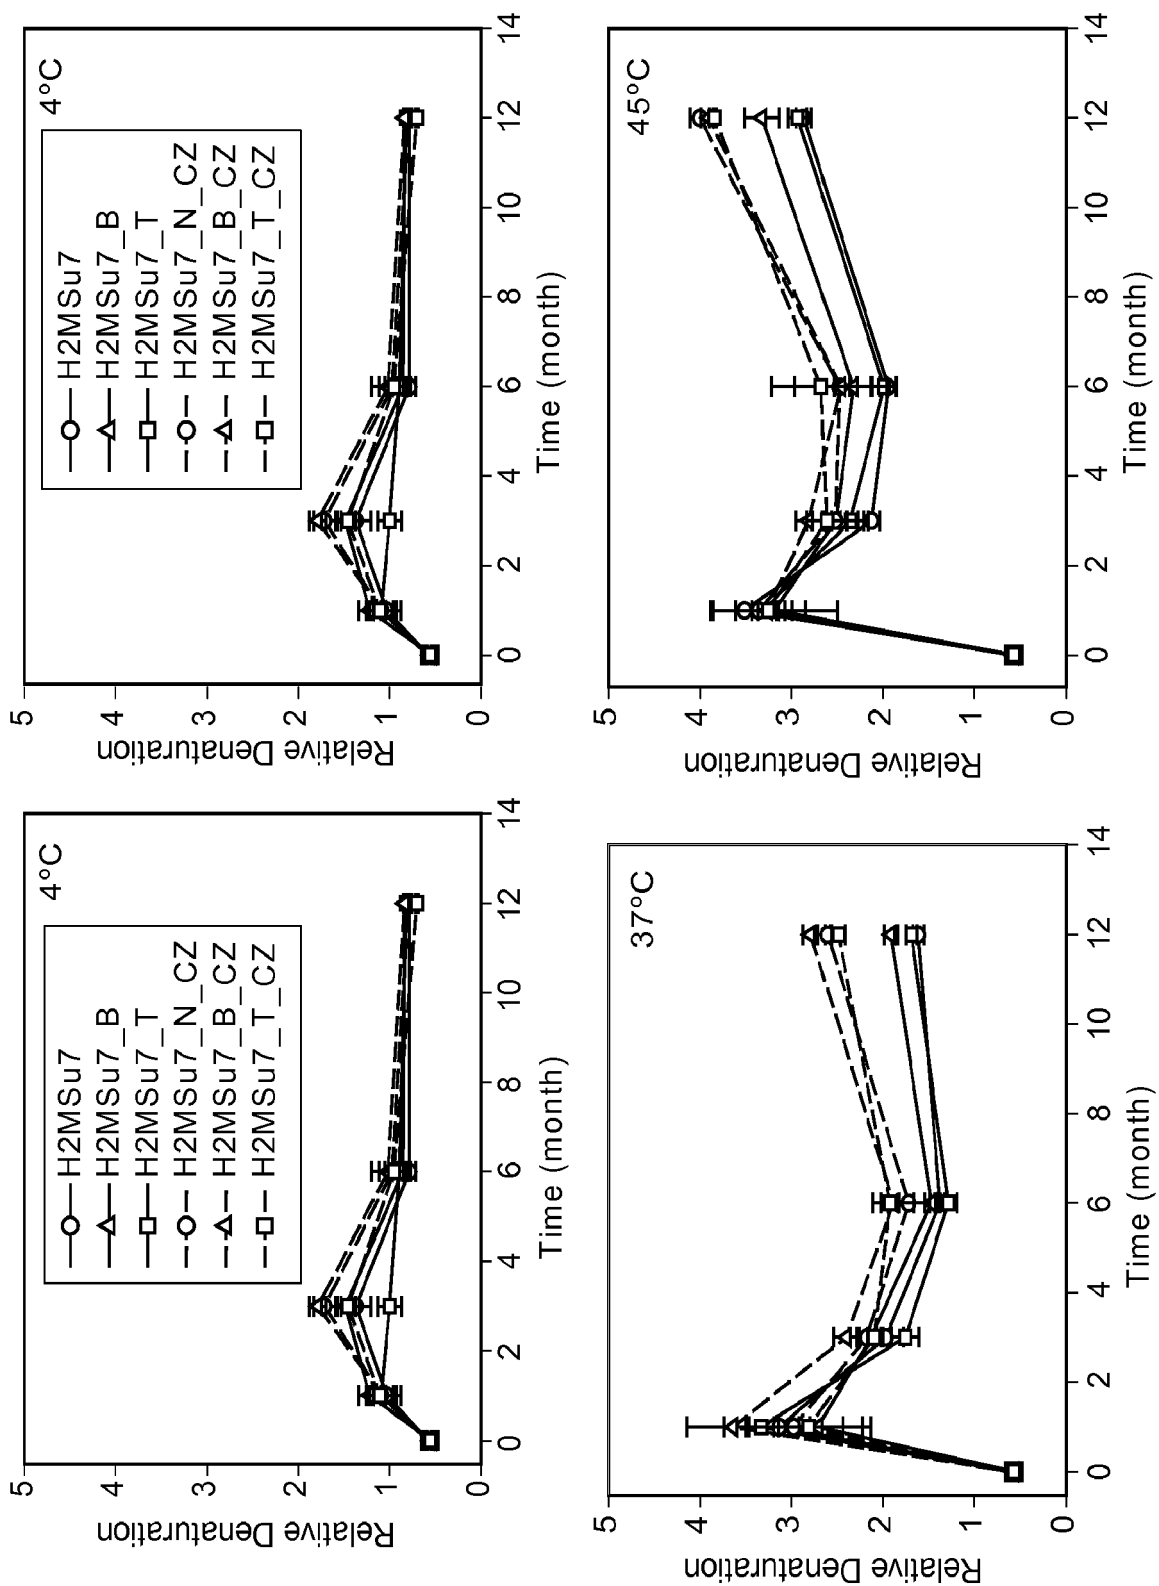 4ºC
H2MSu7
H2MSu7_B
H2MSu7_T
H2MSu7_N_CZ
H2MSu7_B_CZ
H2MSu7_T_CZ
Relative Denaturation
5
4
3
2
1
0
0 2 4 6 8 10 12 14
Time (month)
4ºC
H2MSu7
H2MSu7_B
H2MSu7_T
H2MSu7_N_CZ
H2MSu7_B_CZ
H2MSu7_T_CZ
Relative Denaturation
5
4
3
2
1
0
0 2 4 6 8 10 12 14
Time (month)
37ºC
Relative Denaturation
5
4
3
2
1
0
0 2 4 6 8 10 12 14
Time (month)
45ºC
Relative Denaturation
5
4
3
2
1
0
0 2 4 6 8 10 12 14
Time (month)